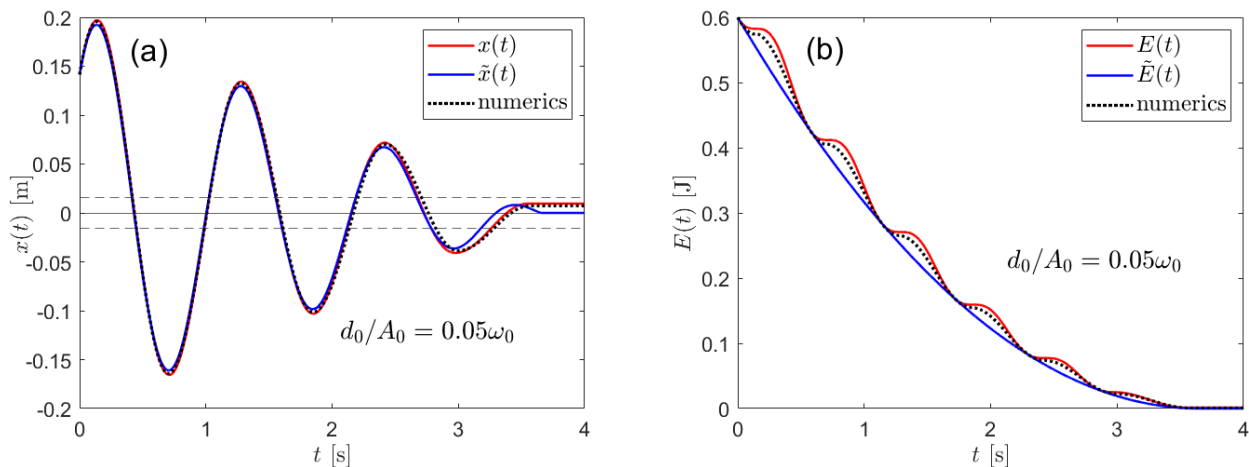 (a)
x(t)
x̃(t)
numerics
d₀/A₀ = 0.05ω₀
x(t) [m]
0.2
0.15
0.1
0.05
0
-0.05
-0.1
-0.15
-0.2
0 1 2 3 4
t [s]
(b)
E(t)
Ẽ(t)
numerics
d₀/A₀ = 0.05ω₀
E(t) [J]
0.6
0.5
0.4
0.3
0.2
0.1
0
0 1 2 3 4
t [s]